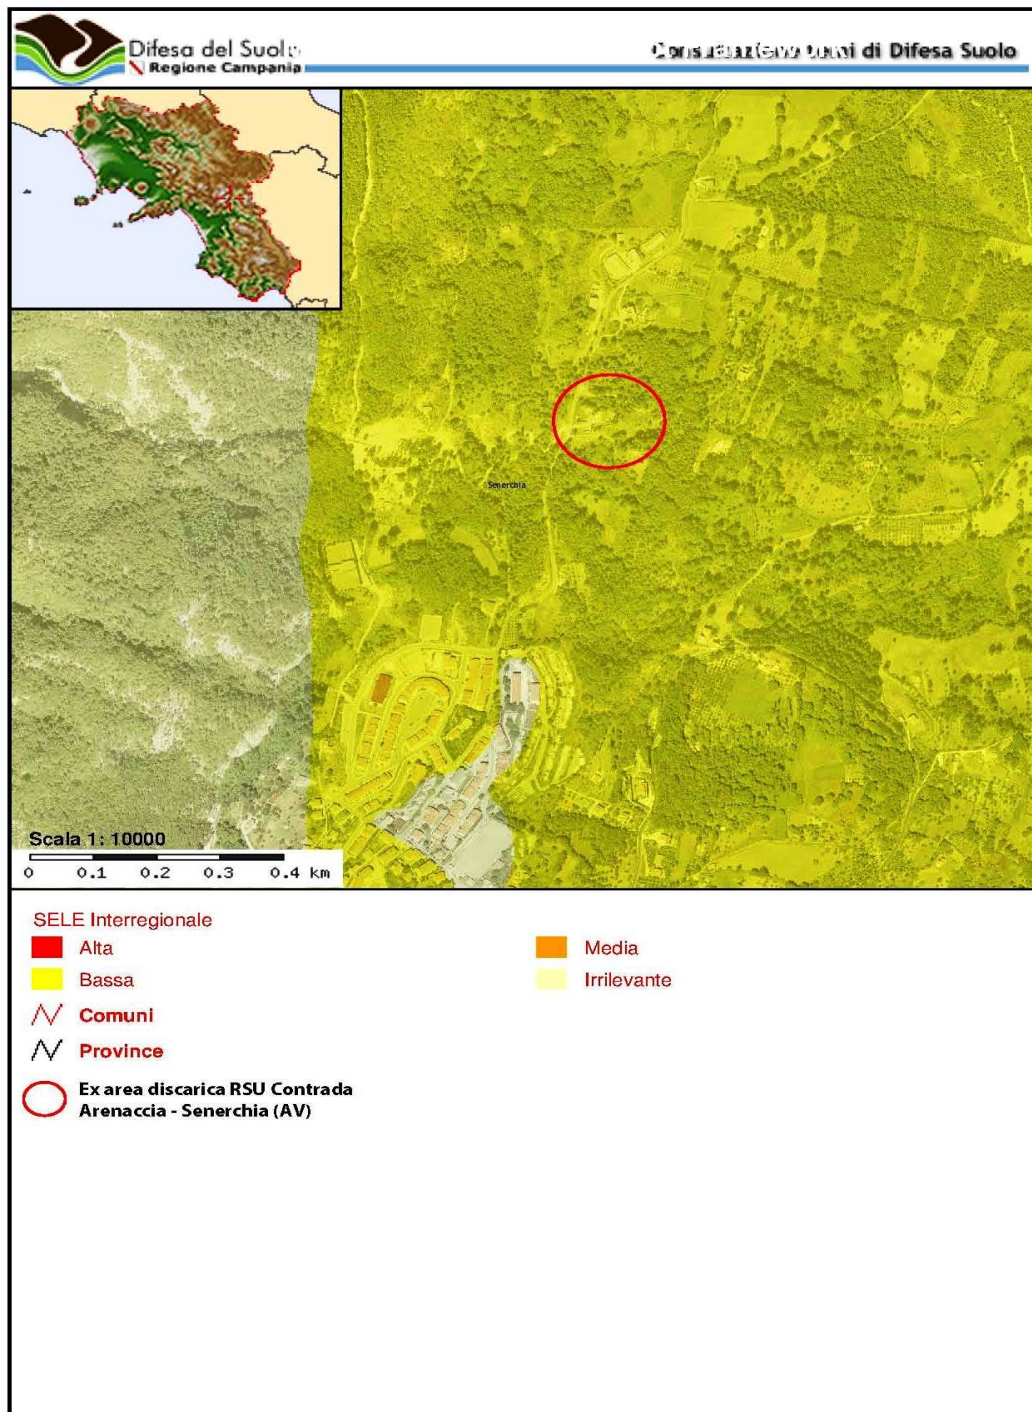 Difesa del Suolo
Regione Campania
di Difesa Suolo
Senerchia
Scala 1: 10000
0 0.1 0.2 0.3 0.4 km
SELE Interregionale
Alta
Media
Bassa
Irrilevante
Comuni
Province
Ex area discarica RSU Contrada
Arenaccia - Senerchia (AV)